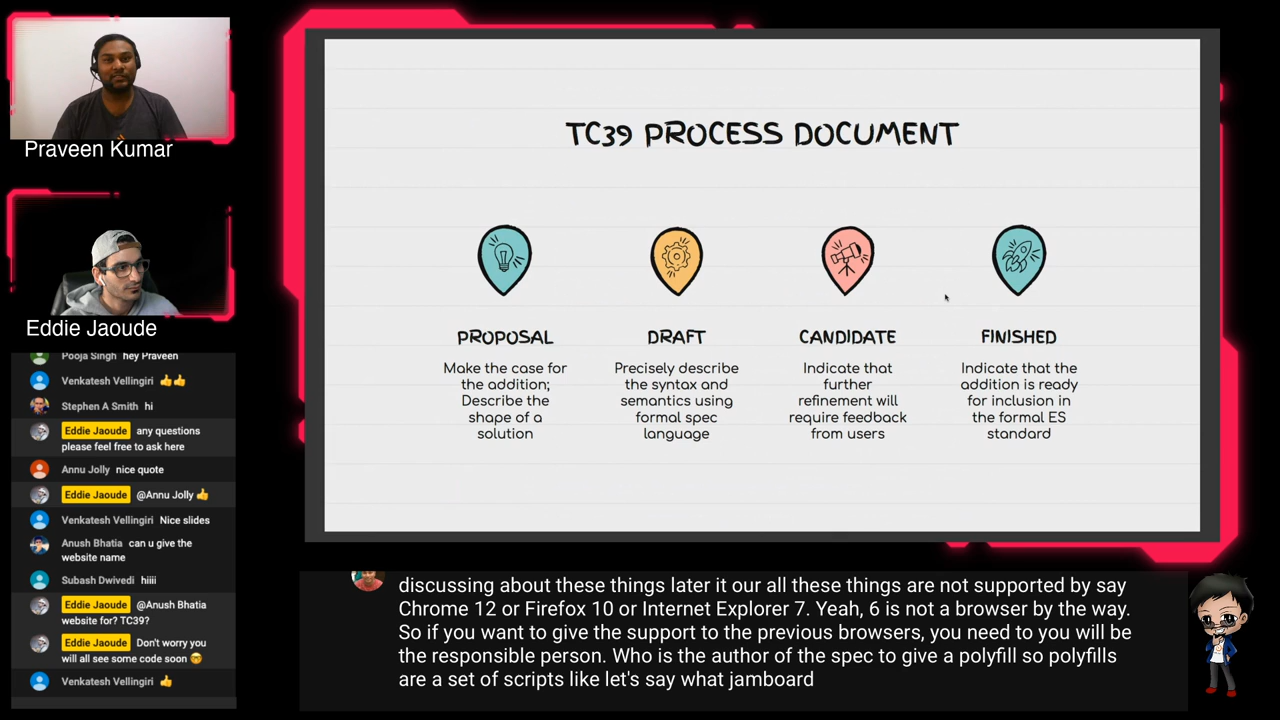 Praveen Kumar
Eddie Jaoude
Pooja Singh hey Praveen
Venkatesh Vellingiri 👍👍
Stephen A Smith hi
Eddie Jaoude any questions
please feel free to ask here
Annu Jolly nice quote
Eddie Jaoude @Annu Jolly 👍
Venkatesh Vellingiri Nice slides
Anush Bhatia can u give the
website name
Subash Dwivedi hiiii
Eddie Jaoude @Anush Bhatia
website for? TC39?
Eddie Jaoude Don't worry you
will all see some code soon 🤓
Venkatesh Vellingiri 👍
TC39 PROCESS DOCUMENT
PROPOSAL
Make the case for
the addition;
Describe the
shape of a
solution
DRAFT
Precisely describe
the syntax and
semantics using
formal spec
language
CANDIDATE
Indicate that
further
refinement will
require feedback
from users
FINISHED
Indicate that the
addition is ready
for inclusion in
the formal ES
standard
discussing about these things later it our all these things are not supported by say
Chrome 12 or Firefox 10 or Internet Explorer 7. Yeah, 6 is not a browser by the way.
So if you want to give the support to the previous browsers, you need to you will be
the responsible person. Who is the author of the spec to give a polyfill so polyfills
are a set of scripts like let's say what jamboard